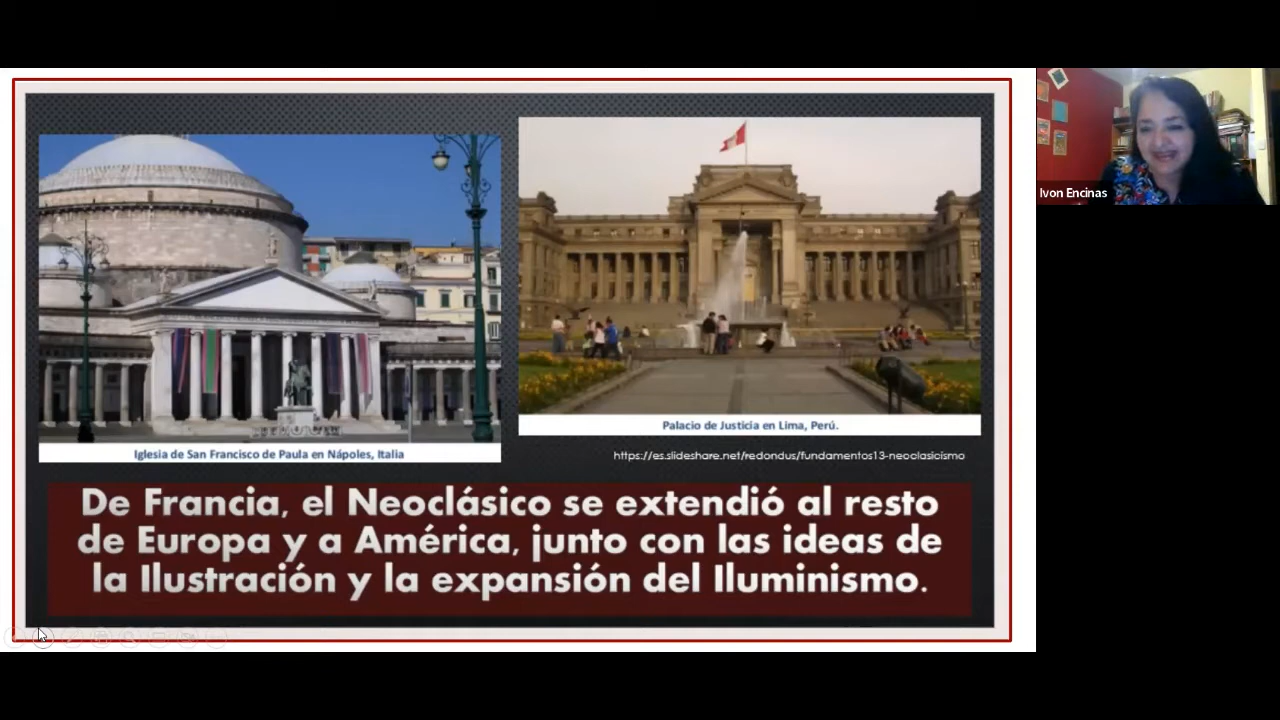 Iglesia de San Francisco de Paula en Nápoles, Italia
Palacio de Justicia en Lima, Perú.
https://es.slideshare.net/redondus/fundamentos13-neoclasicismo
De Francia, el Neoclásico se extendió al resto
de Europa y a América, junto con las ideas de
la Ilustración y la expansión del Iluminismo.
Ivon Encinas